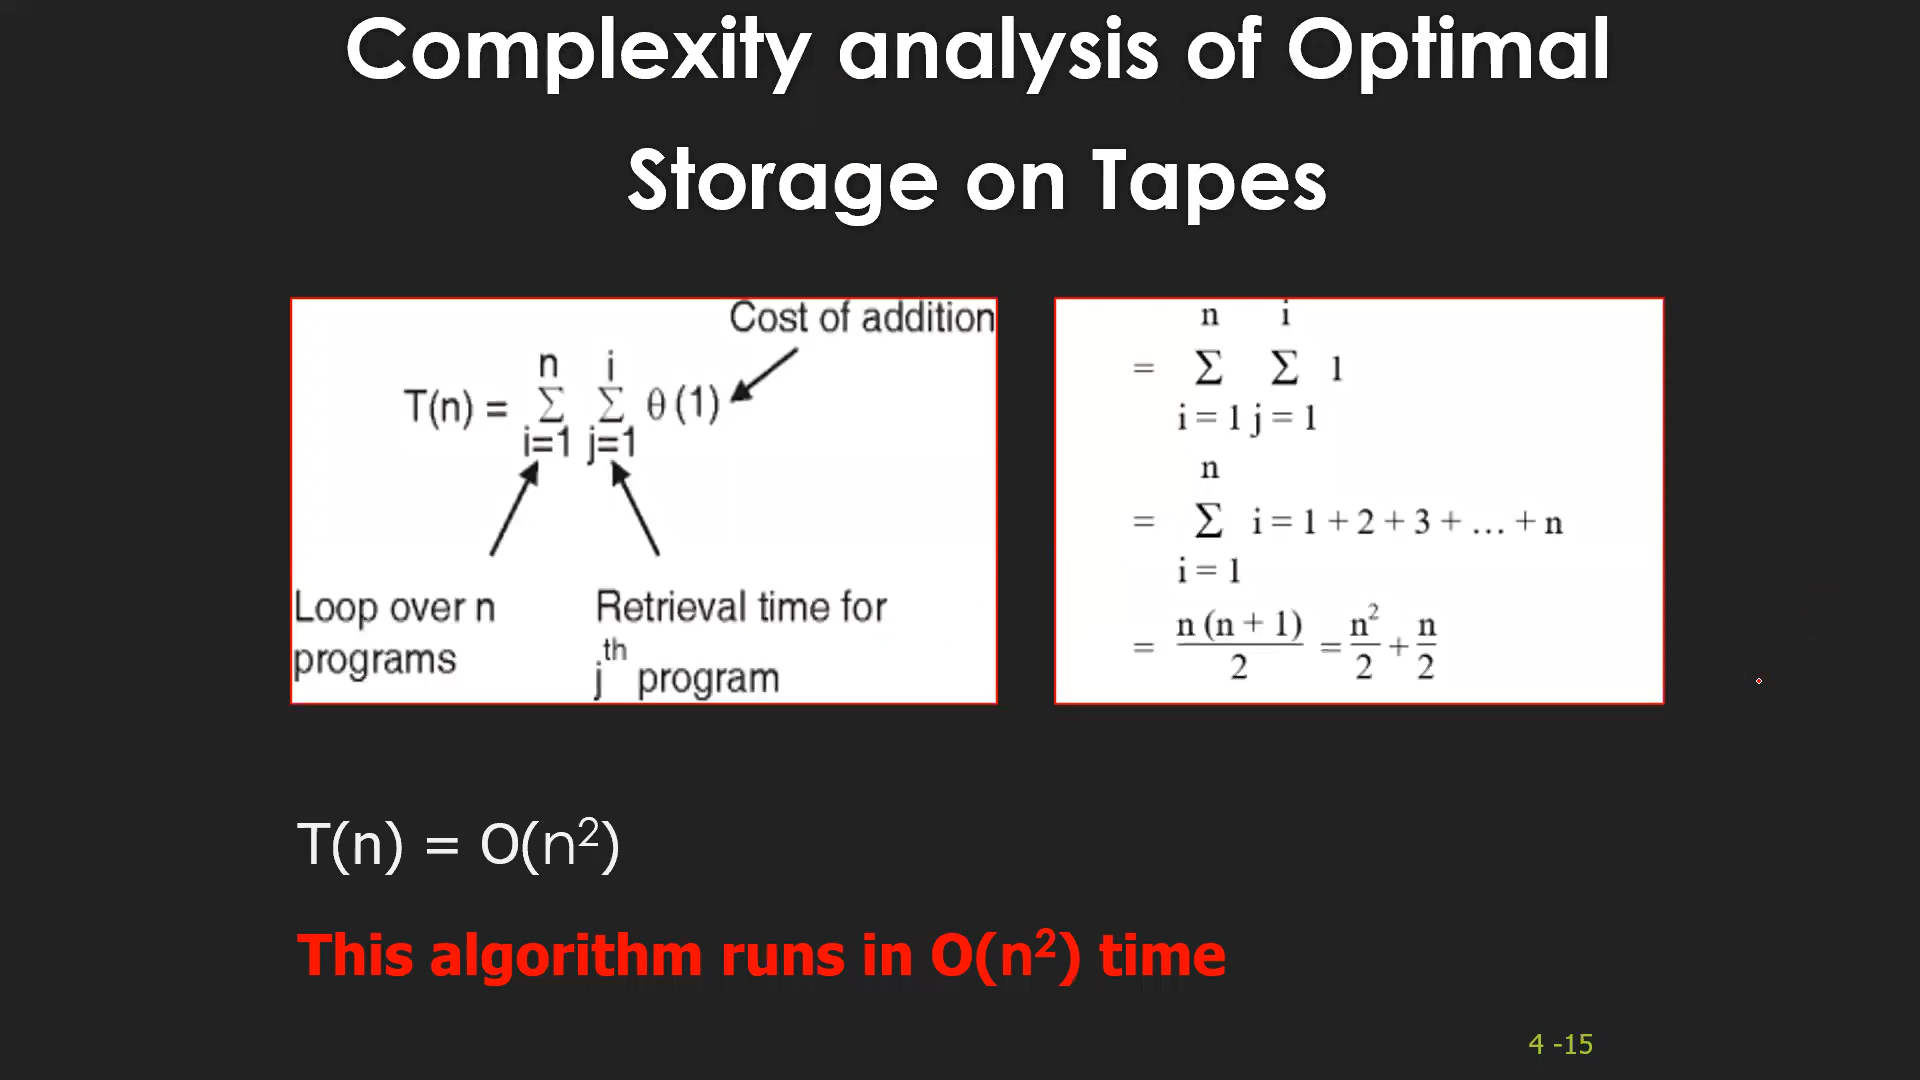 Complexity analysis of Optimal
Storage on Tapes
Cost of addition
n i
T(n) = Σ Σ θ (1)
i=1 j=1
Loop over n
programs
Retrieval time for
jth program
n i
= Σ Σ 1
i = 1 j = 1
n
= Σ i = 1 + 2 + 3 + ... + n
i = 1
= n (n + 1) / 2 = n² / 2 + n / 2
T(n) = O(n²)
This algorithm runs in O(n²) time
4 -15